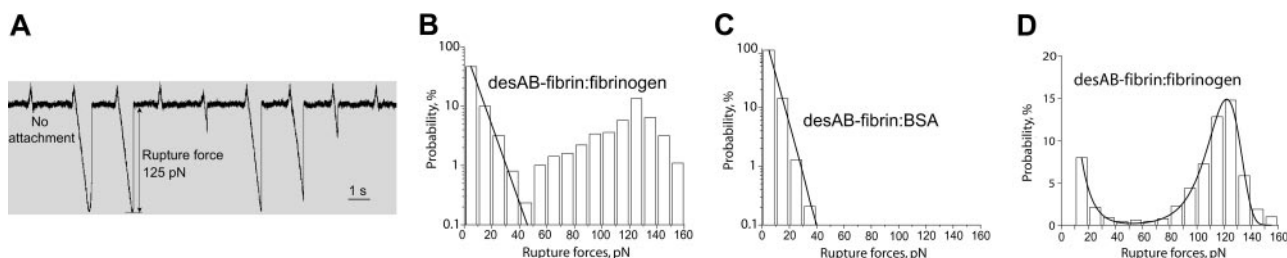 A
No
attachment
Rupture force
125 pN
1 s
B
Probability, %
100
10
1
0.1
desAB-fibrin:fibrinogen
0 20 40 60 80 100 120 140 160
Rupture forces, pN
C
Probability, %
100
10
1
0.1
desAB-fibrin:BSA
0 20 40 60 80 100 120 140 160
Rupture forces, pN
D
Probability, %
20
15
10
5
0
desAB-fibrin:fibrinogen
0 20 40 60 80 100 120 140 160
Rupture forces, pN